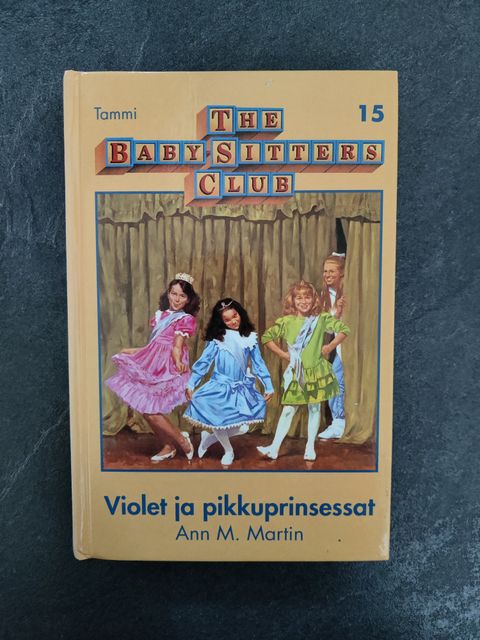 Tammi
15
THE
BABY-SITTERS
CLUB
Violet ja pikkuprinsessat
Ann M. Martin